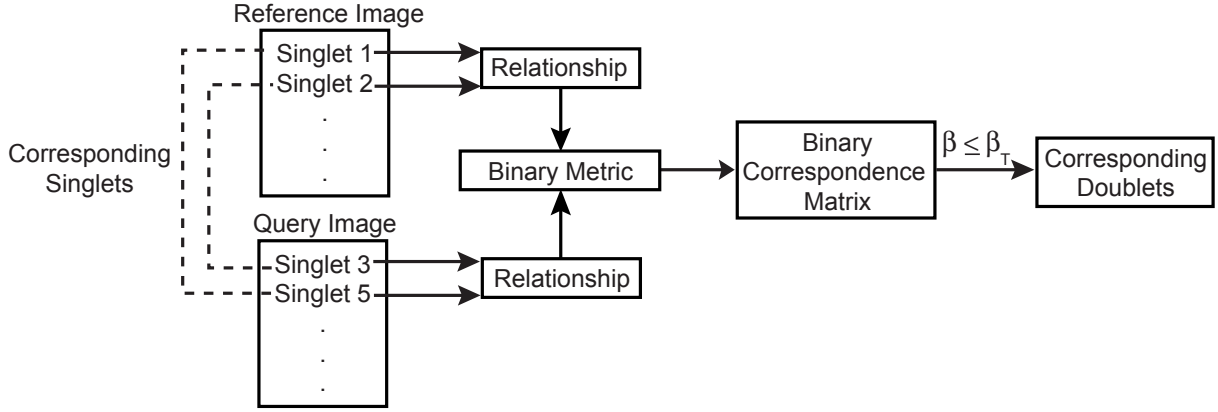 Reference Image
Singlet 1
Singlet 2
.
.
.
Relationship
Corresponding
Singlets
Binary Metric
Binary
Correspondence
Matrix
β ≤ β_T
Corresponding
Doublets
Query Image
Singlet 3
Singlet 5
.
.
.
Relationship